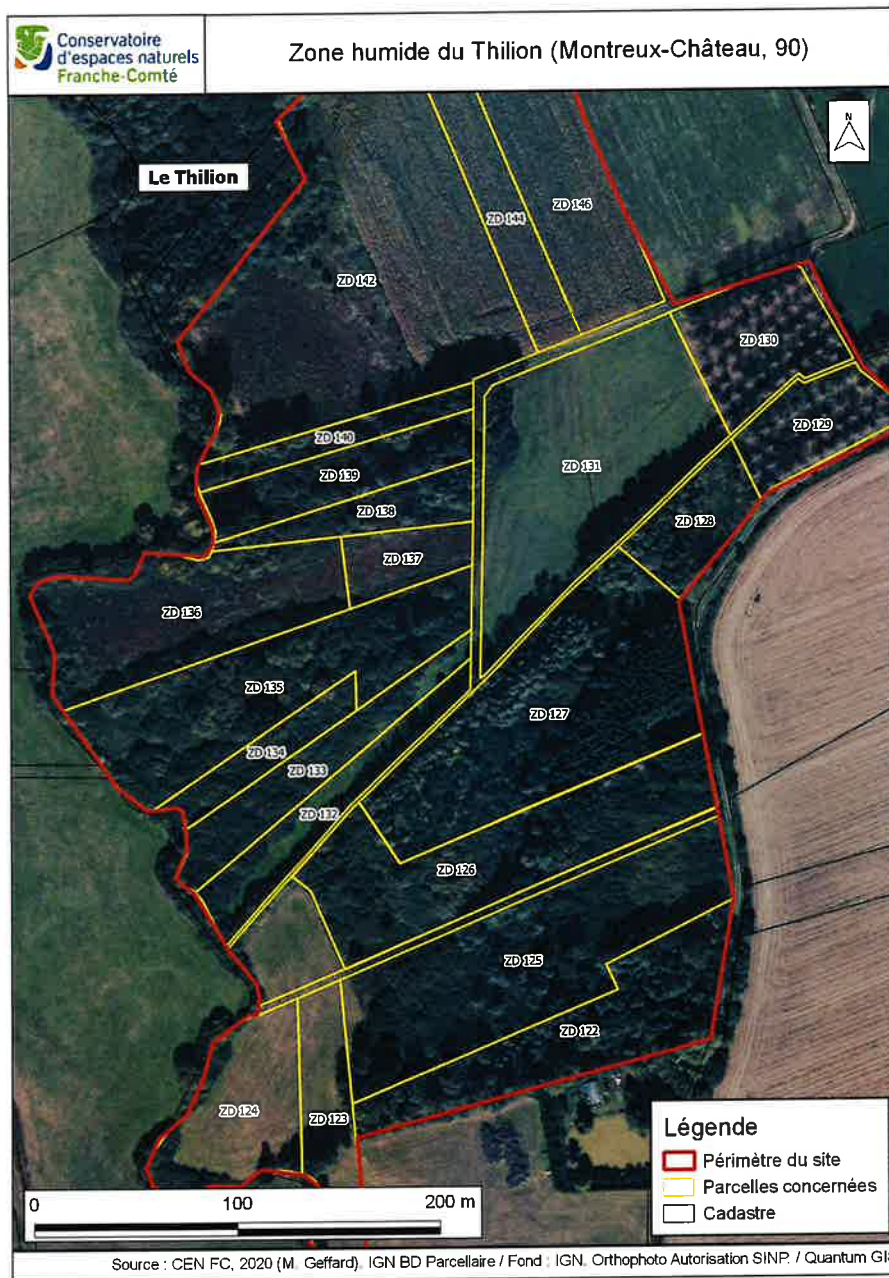 Conservatoire
d'espaces naturels
Franche-Comté
Zone humide du Thilion (Montreux-Château, 90)
N
Le Thilion
ZD 146
ZD 144
ZD 142
ZD 130
ZD 129
ZD 140
ZD 131
ZD 139
ZD 138
ZD 128
ZD 137
ZD 136
ZD 135
ZD 127
ZD 134
ZD 133
ZD 132
ZD 126
ZD 125
ZD 122
ZD 124
ZD 123
Légende
Périmètre du site
Parcelles concernées
Cadastre
0 100 200 m
Source : CEN FC, 2020 (M. Geffard), IGN BD Parcellaire / Fond : IGN, Orthophoto Autorisation SINP. / Quantum GI